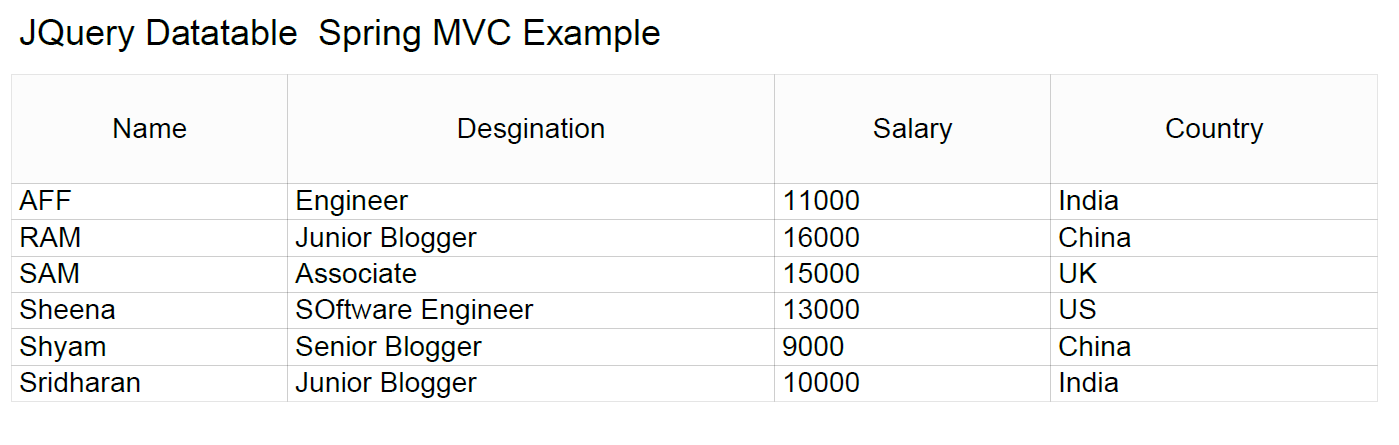 JQuery Datatable  Spring MVC Example
Name Desgination Salary Country
AFF Engineer 11000 India
RAM Junior Blogger 16000 China
SAM Associate 15000 UK
Sheena SOftware Engineer 13000 US
Shyam Senior Blogger 9000 China
Sridharan Junior Blogger 10000 India